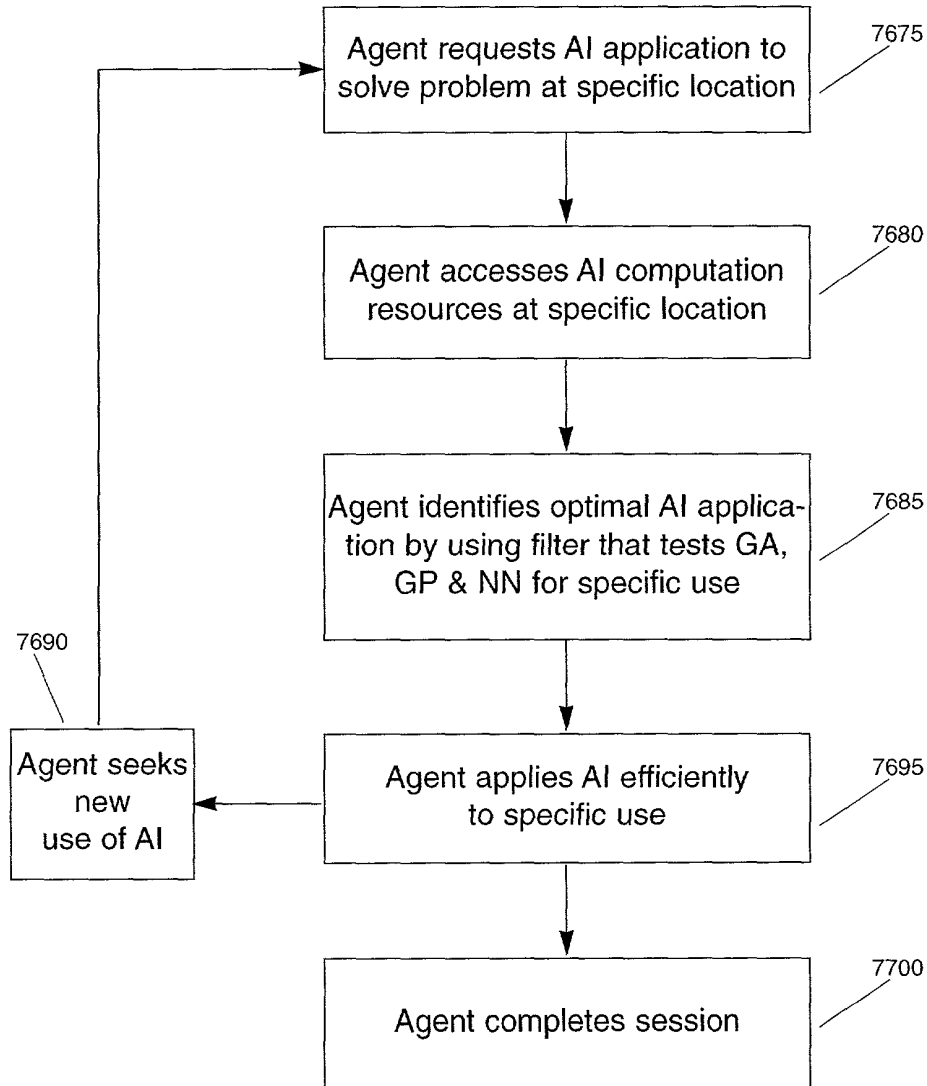 7675
Agent requests AI application to
solve problem at specific location
7680
Agent accesses AI computation
resources at specific location
7685
Agent identifies optimal AI applica-
tion by using filter that tests GA,
GP & NN for specific use
7690
Agent seeks
new
use of AI
7695
Agent applies AI efficiently
to specific use
7700
Agent completes session